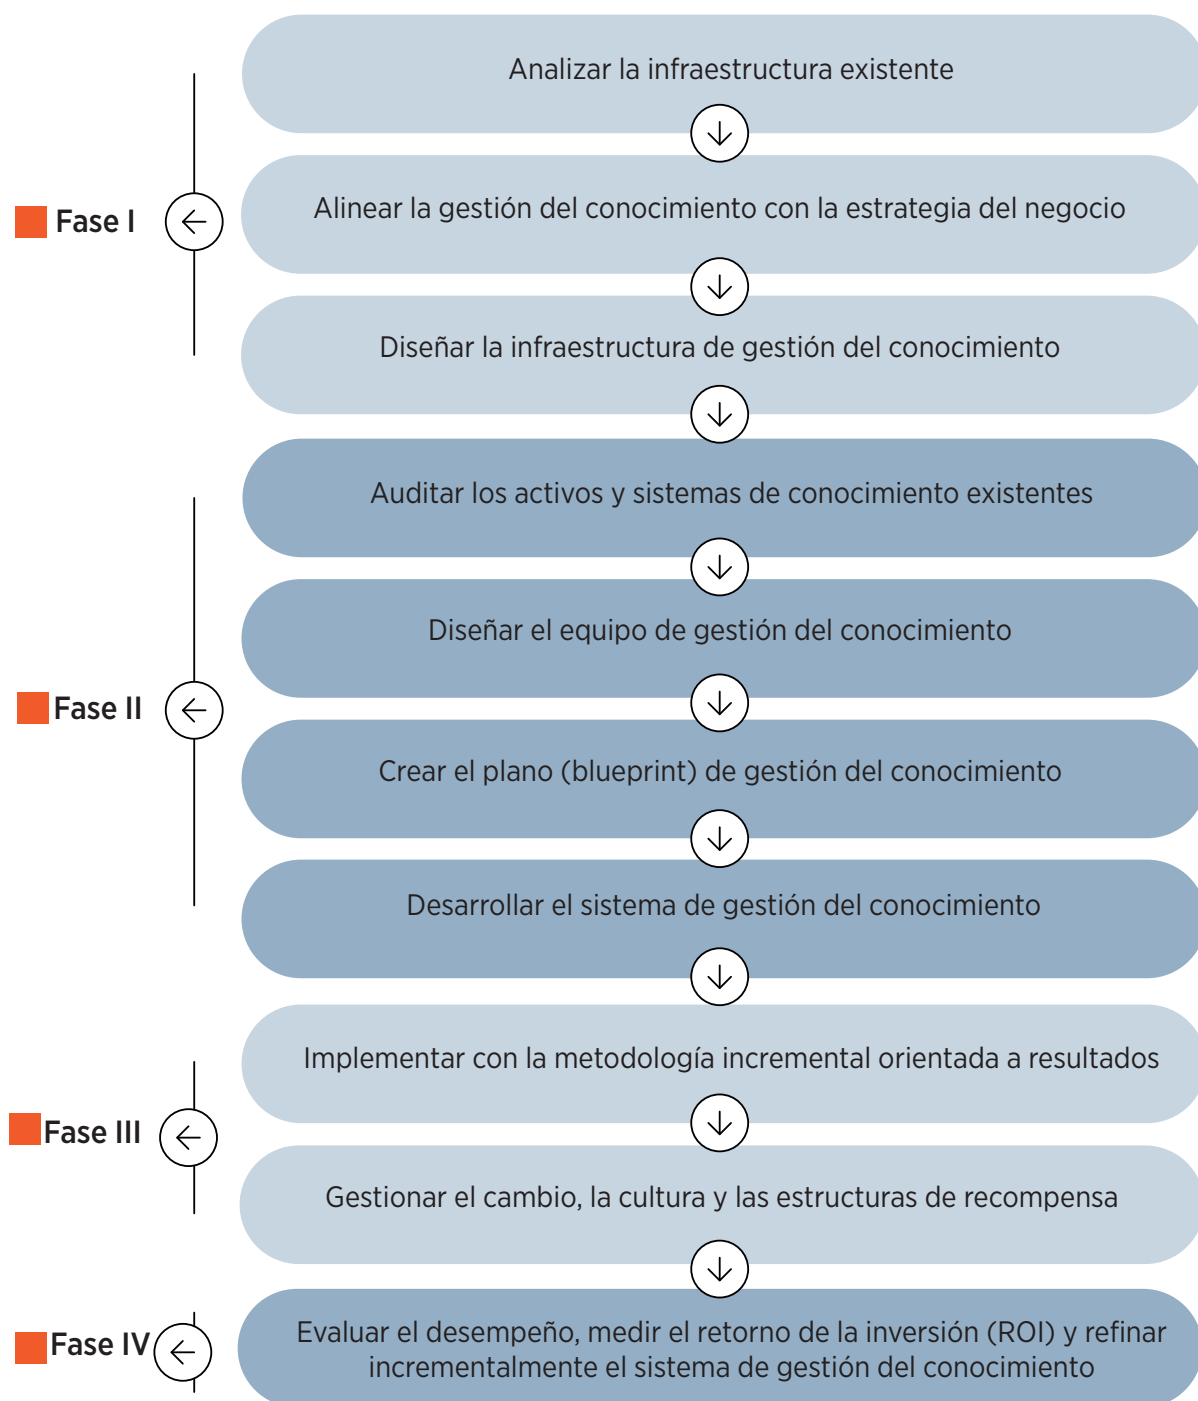 Analizar la infraestructura existente
Alinear la gestión del conocimiento con la estrategia del negocio
Fase I
Diseñar la infraestructura de gestión del conocimiento
Auditar los activos y sistemas de conocimiento existentes
Diseñar el equipo de gestión del conocimiento
Fase II
Crear el plano (blueprint) de gestión del conocimiento
Desarrollar el sistema de gestión del conocimiento
Implementar con la metodología incremental orientada a resultados
Fase III
Gestionar el cambio, la cultura y las estructuras de recompensa
Fase IV
Evaluar el desempeño, medir el retorno de la inversión (ROI) y refinar
incrementalmente el sistema de gestión del conocimiento